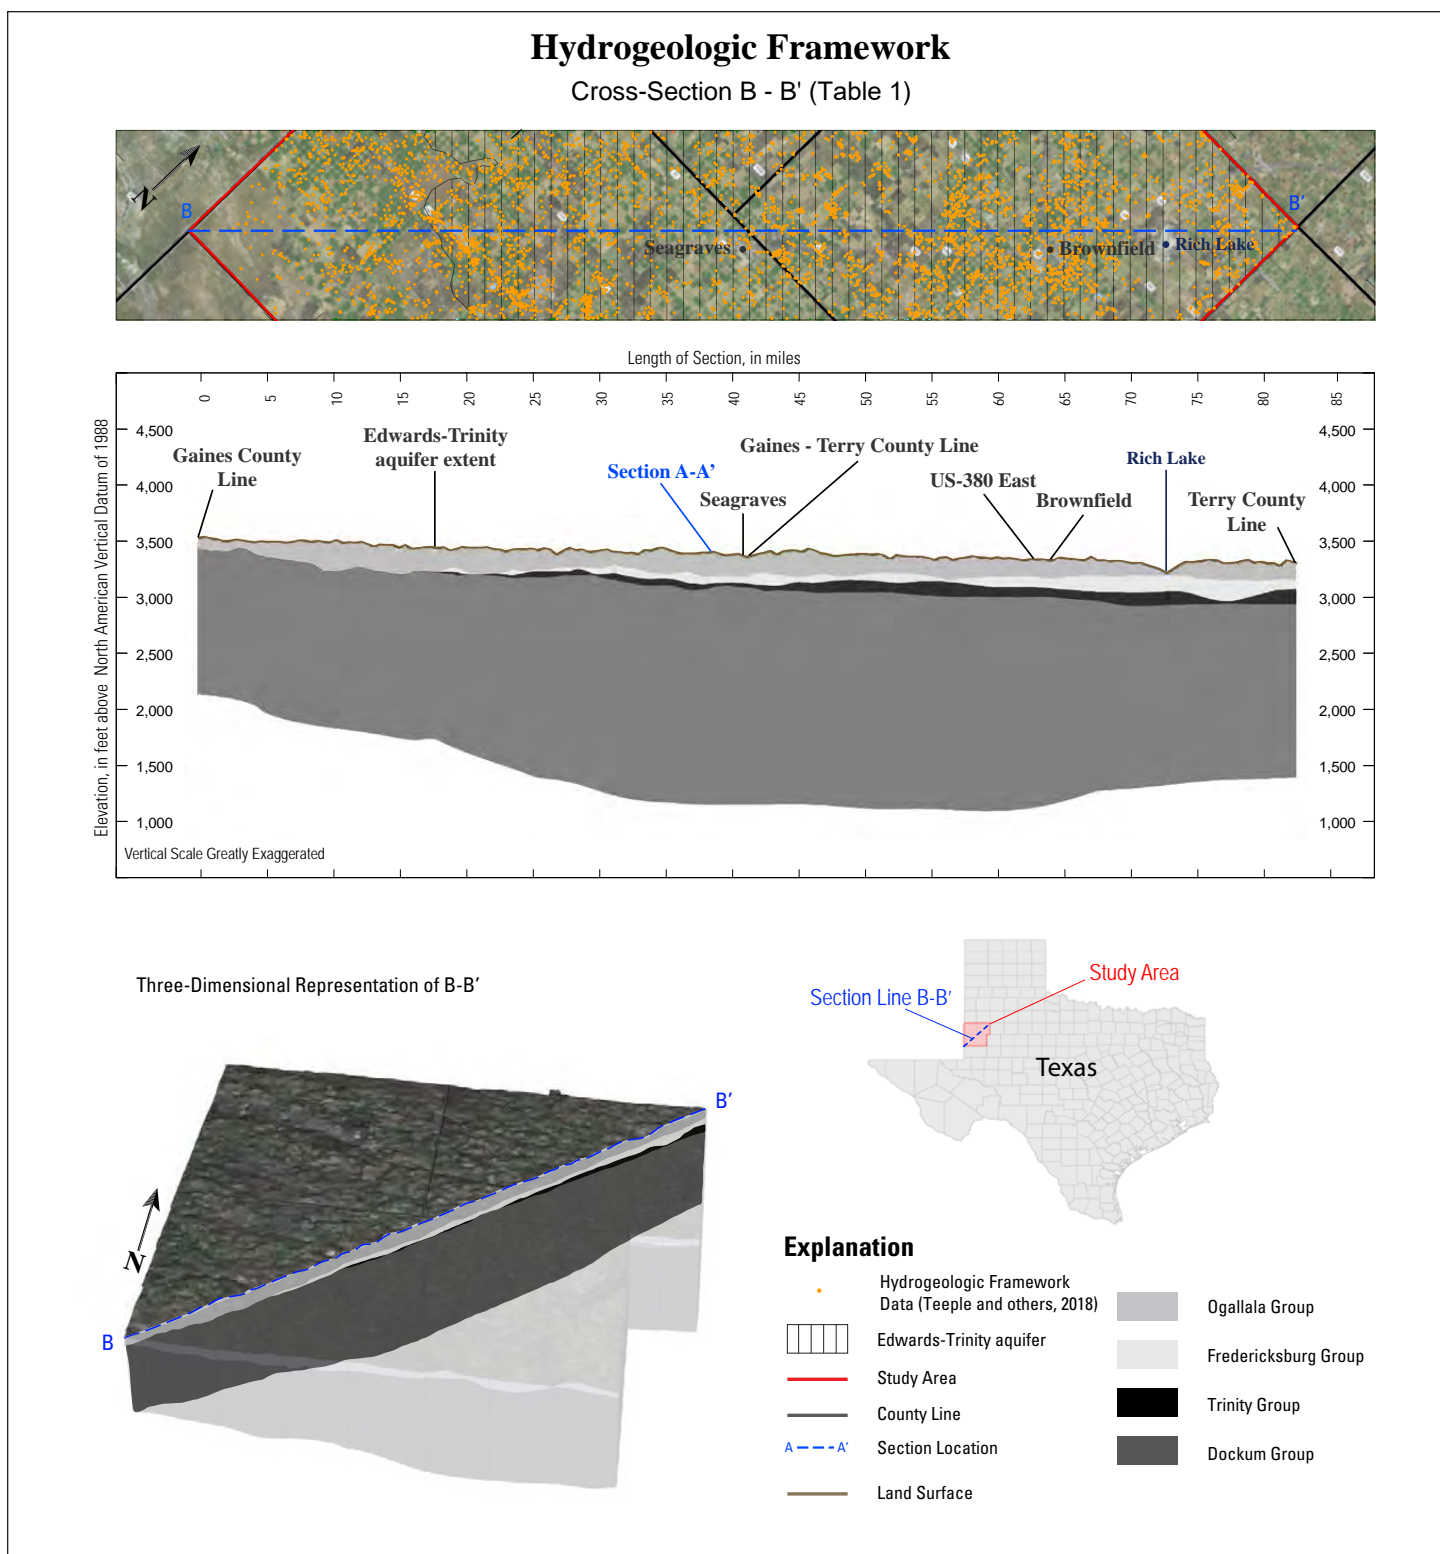 Hydrogeologic Framework
Cross-Section B - B' (Table 1)
N
B
B'
Seagraves
Brownfield
Rich Lake
Length of Section, in miles
0 5 10 15 20 25 30 35 40 45 50 55 60 65 70 75 80 85
Elevation, in feet above North American Vertical Datum of 1988
4,500
4,000
3,500
3,000
2,500
2,000
1,500
1,000
Gaines County
Line
Edwards-Trinity
aquifer extent
Section A-A'
Seagraves
Gaines - Terry County Line
US-380 East
Brownfield
Rich Lake
Terry County
Line
4,500
4,000
3,500
3,000
2,500
2,000
1,500
1,000
Vertical Scale Greatly Exaggerated
Three-Dimensional Representation of B-B'
B'
N
B
Study Area
Section Line B-B'
Texas
Explanation
Hydrogeologic Framework
Data (Teeple and others, 2018)
Edwards-Trinity aquifer
Study Area
County Line
A A' Section Location
Land Surface
Ogallala Group
Fredericksburg Group
Trinity Group
Dockum Group